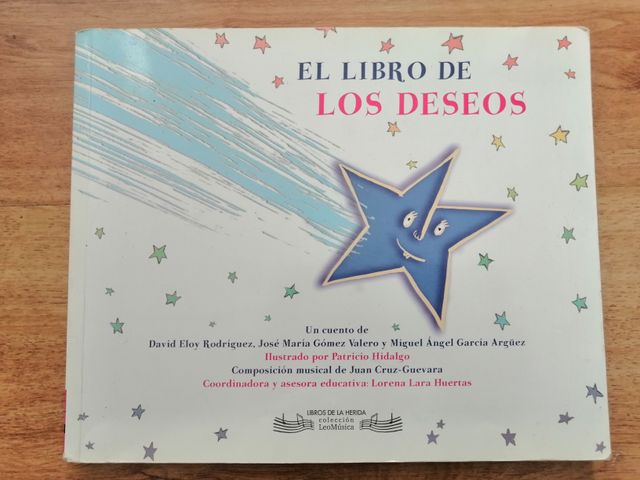 EL LIBRO DE
LOS DESEOS
Un cuento de
David Eloy Rodríguez, José María Gómez Valero y Miguel Ángel García Argüez
Ilustrado por Patricio Hidalgo
Composición musical de Juan Cruz-Guevara
Coordinadora y asesora educativa: Lorena Lara Huertas
LIBROS DE LA HERIDA
colección
LeoMúsica